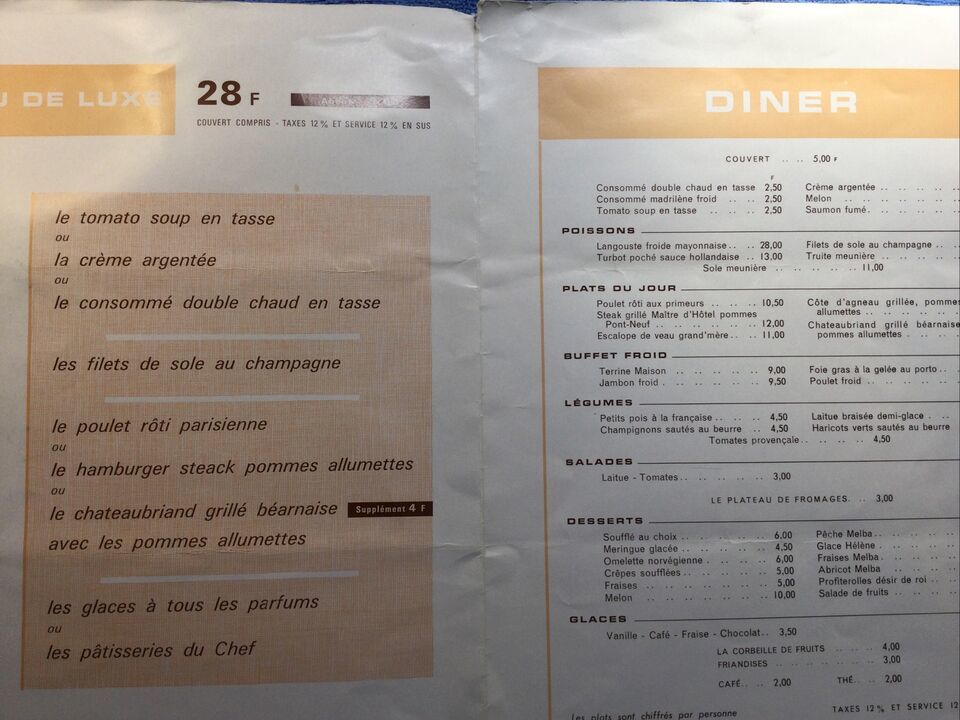 U DE LUXE
28 F
COUVERT COMPRIS - TAXES 12 % ET SERVICE 12 % EN SUS
le tomato soup en tasse
ou
la crème argentée
ou
le consommé double chaud en tasse
les filets de sole au champagne
le poulet rôti parisienne
ou
le hamburger steack pommes allumettes
ou
le chateaubriand grillé béarnaise Supplément 4 F
avec les pommes allumettes
les glaces à tous les parfums
ou
les pâtisseries du Chef
DINER
COUVERT .. .. 5,00 F
F
Consommé double chaud en tasse 2,50 Crème argentée .. .. .. .. ..
Consommé madrilène froid .. .. 2,50 Melon .. .. .. .. .. ..
Tomato soup en tasse .. .. .. 2,50 Saumon fumé. .. .. .. ..
POISSONS
Langouste froide mayonnaise .. .. 28,00 Filets de sole au champagne .. ..
Turbot poché sauce hollandaise .. 13,00 Truite meunière .. .. .. .. ..
Sole meunière .. .. .. .. .. .. 11,00
PLATS DU JOUR
Poulet rôti aux primeurs .. .. .. 10,50 Côte d'agneau grillée, pommes
Steak grillé Maître d'Hôtel pommes allumettes .. .. .. .. .. ..
Pont-Neuf .. .. .. .. .. .. .. 12,00 Chateaubriand grillé béarnaise
Escalope de veau grand'mère .. .. 11,00 pommes allumettes .. .. .. ..
BUFFET FROID
Terrine Maison .. .. .. .. .. .. 9,00 Foie gras à la gelée au porto .. ..
Jambon froid .. .. .. .. .. .. .. 9,50 Poulet froid .. .. .. .. .. ..
LÉGUMES
Petits pois à la française .. .. .. 4,50 Laitue braisée demi-glace . .. ..
Champignons sautés au beurre .. 4,50 Haricots verts sautés au beurre
Tomates provençale .. .. .. .. 4,50
SALADES
Laitue - Tomates .. .. .. .. .. .. 3,00
LE PLATEAU DE FROMAGES. .. 3,00
DESSERTS
Soufflé au choix .. .. .. .. .. .. 6,00 Pêche Melba .. .. .. .. ..
Meringue glacée .. .. .. .. .. .. 4,50 Glace Hélène .. .. .. .. ..
Omelette norvégienne .. .. .. .. 6,00 Fraises Melba .. .. .. .. ..
Crêpes soufflées .. .. .. .. .. .. 5,00 Abricot Melba .. .. .. .. ..
Fraises .. .. .. .. .. .. .. .. 5,00 Profiterolles désir de roi .. ..
Melon .. .. .. .. .. .. .. .. 10,00 Salade de fruits .. .. .. ..
GLACES
Vanille - Café - Fraise - Chocolat .. 3,50
LA CORBEILLE DE FRUITS .. .. 4,00
FRIANDISES .. .. .. .. .. .. 3,00
CAFÉ .. .. 2,00 THÉ .. .. 2,00
Les plats sont chiffrés par personne TAXES 12 % ET SERVICE 12